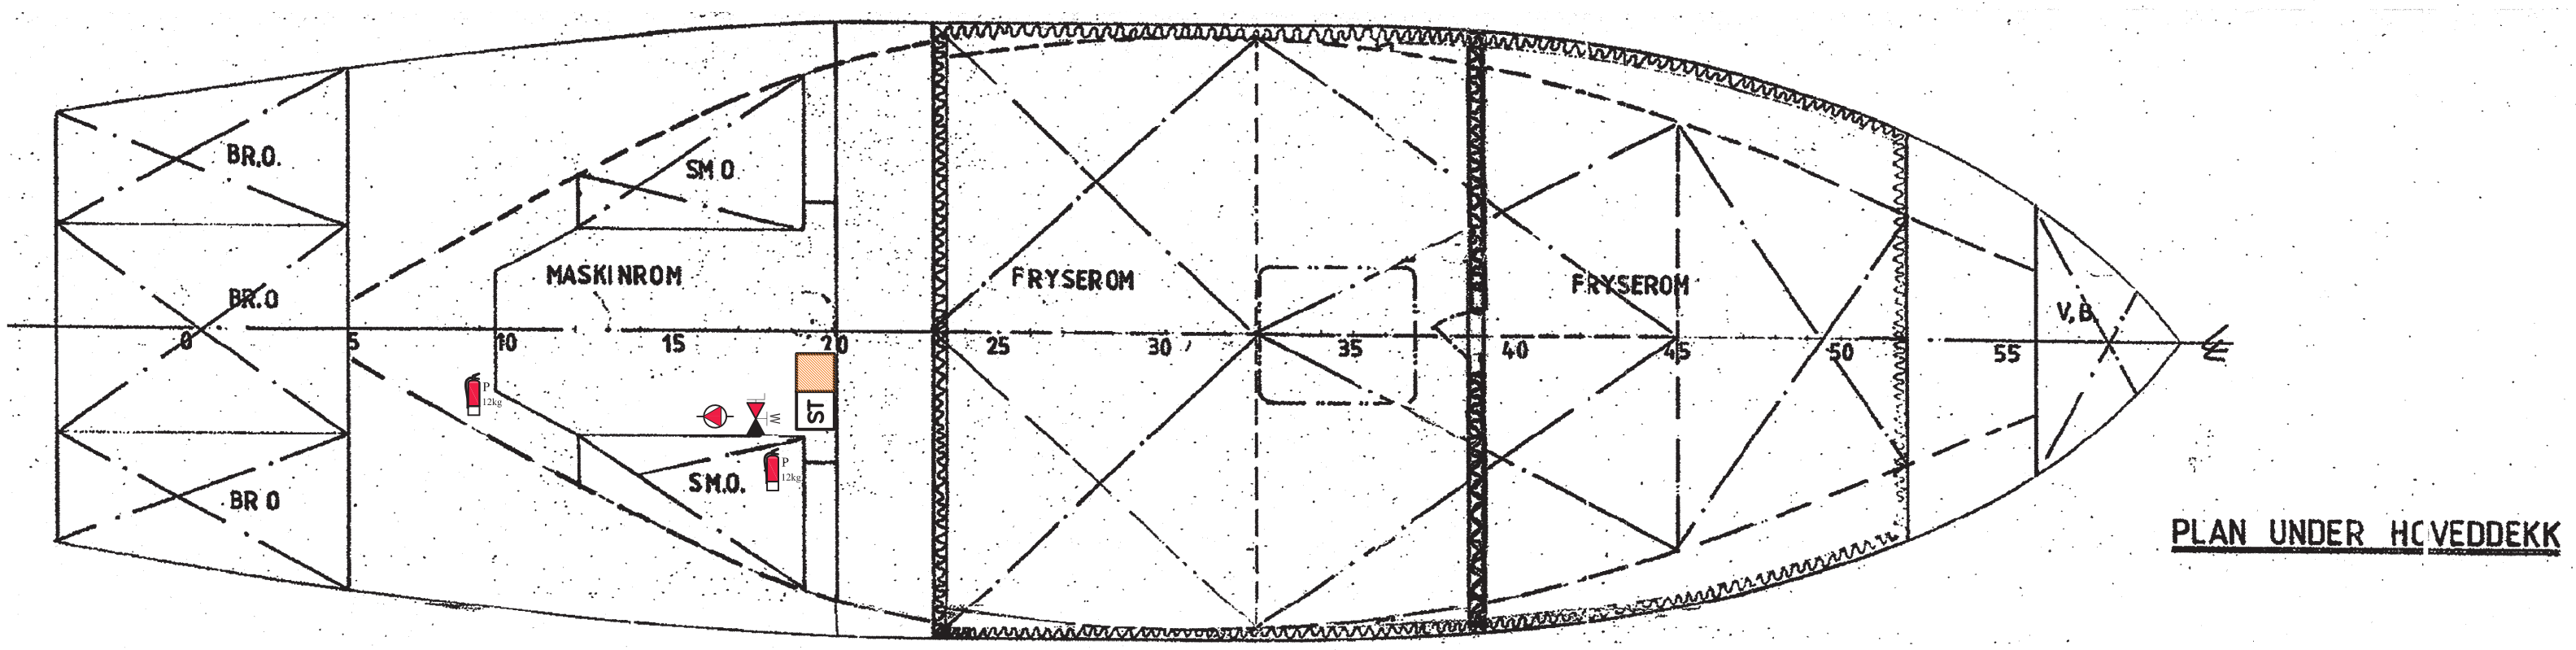 BR.O.
SM O
MASKINROM
FRYSEROM
FRYSEROM
BR.O
V.B.
0 5 10 15 20 25 30 35 40 45 50 55
P
12kg
W
ST
P
12kg
SM.O.
BR O
PLAN UNDER HOVEDDEKK